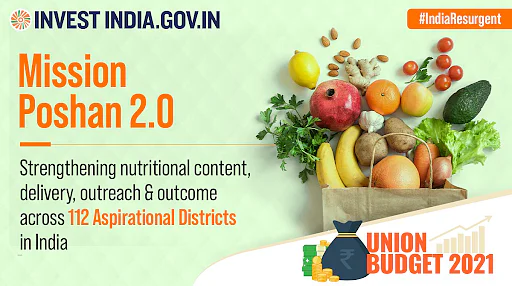 INVEST INDIA.GOV.IN
#IndiaResurgent
Mission
Poshan 2.0
Strengthening nutritional content,
delivery, outreach & outcome
across 112 Aspirational Districts
in India
₹
UNION
BUDGET 2021